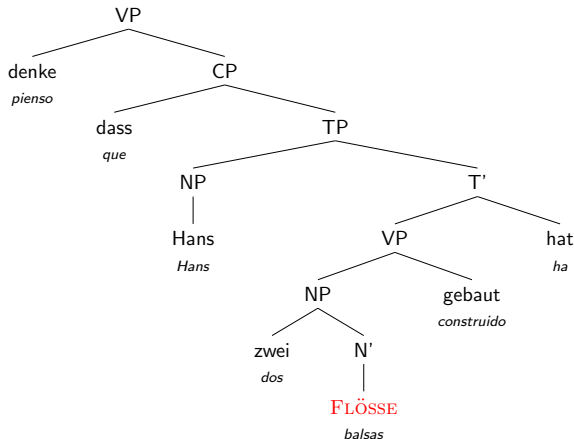 VP
denke CP
pienso
dass TP
que
NP T'
Hans VP hat
Hans ha
NP gebaut
construido
zwei N'
dos
FLÖSSE
balsas